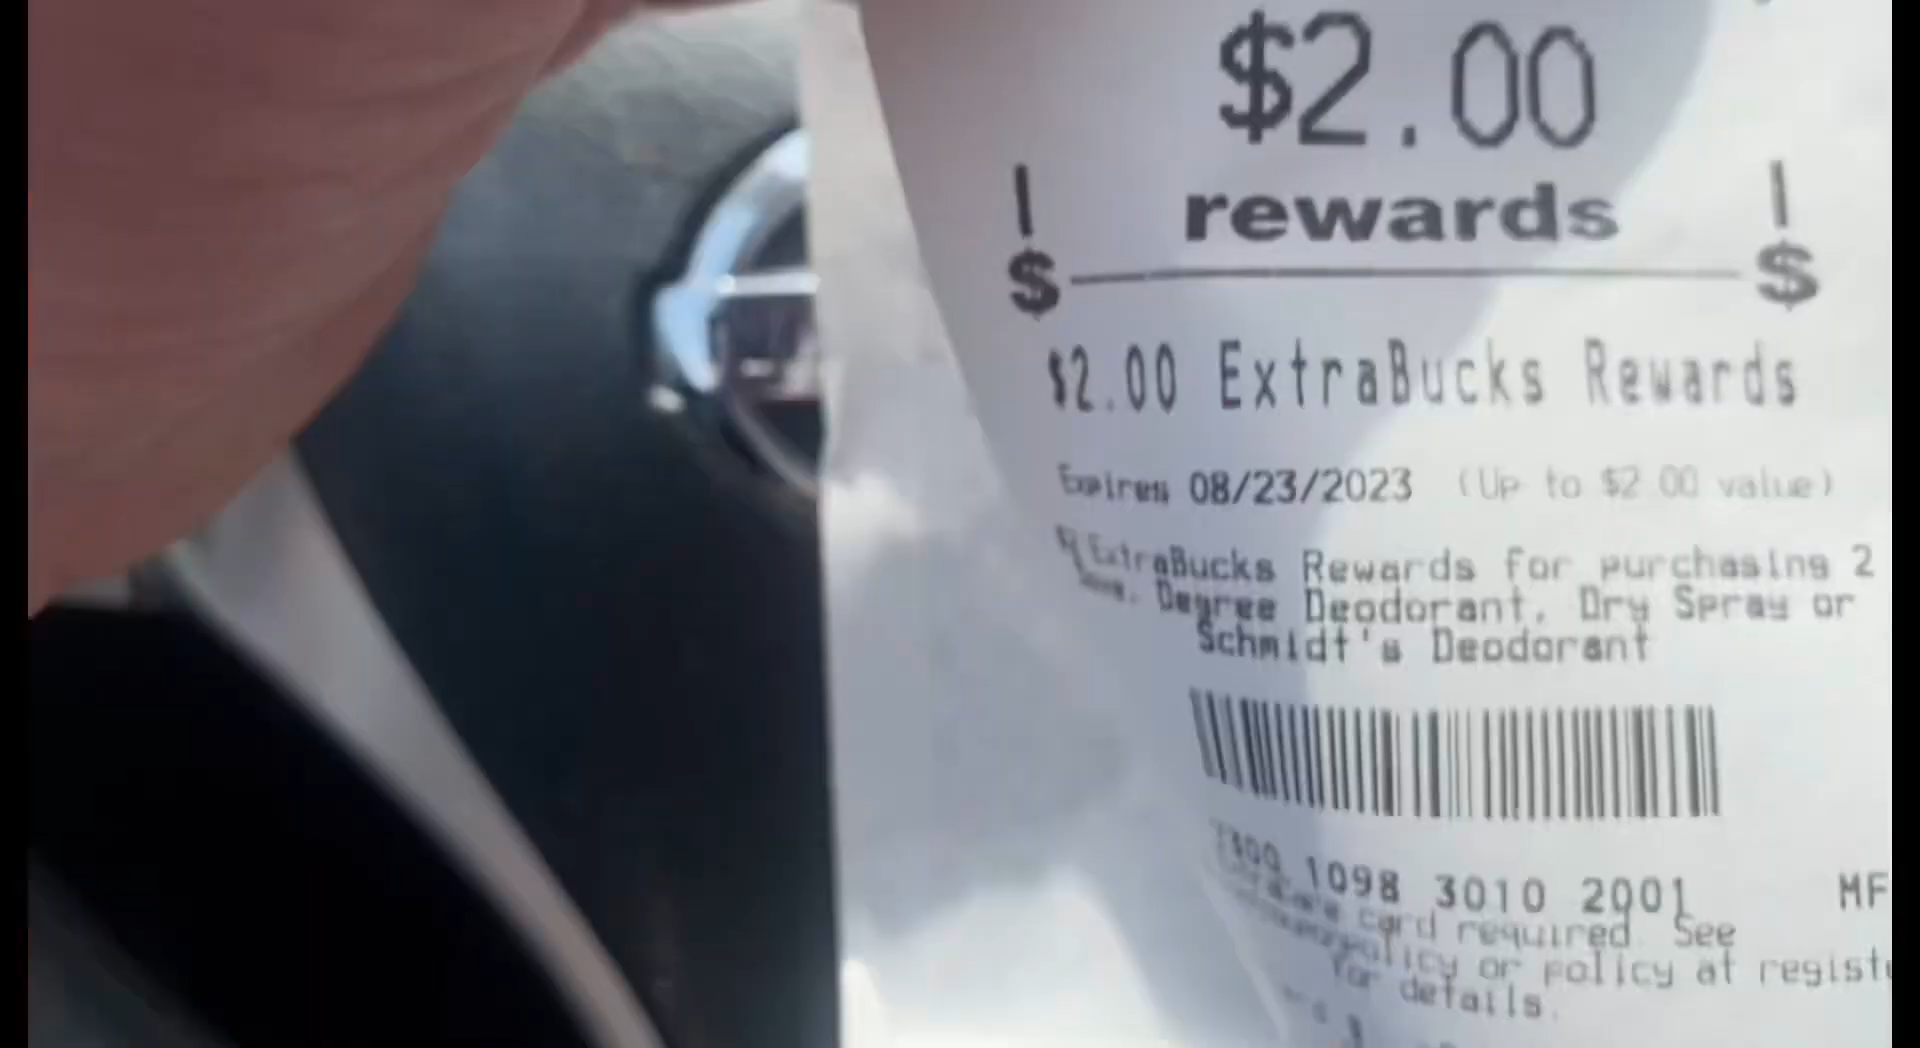 $2.00
rewards
$ $
$2.00 ExtraBucks Rewards
Expires 08/23/2023 (Up to $2.00 value)
ExtraBucks Rewards for purchasing 2
Degree Deodorant, Dry Spray or
Schmidt's Deodorant
1098 3010 2001 MF
card required. See
policy or policy at
for details.